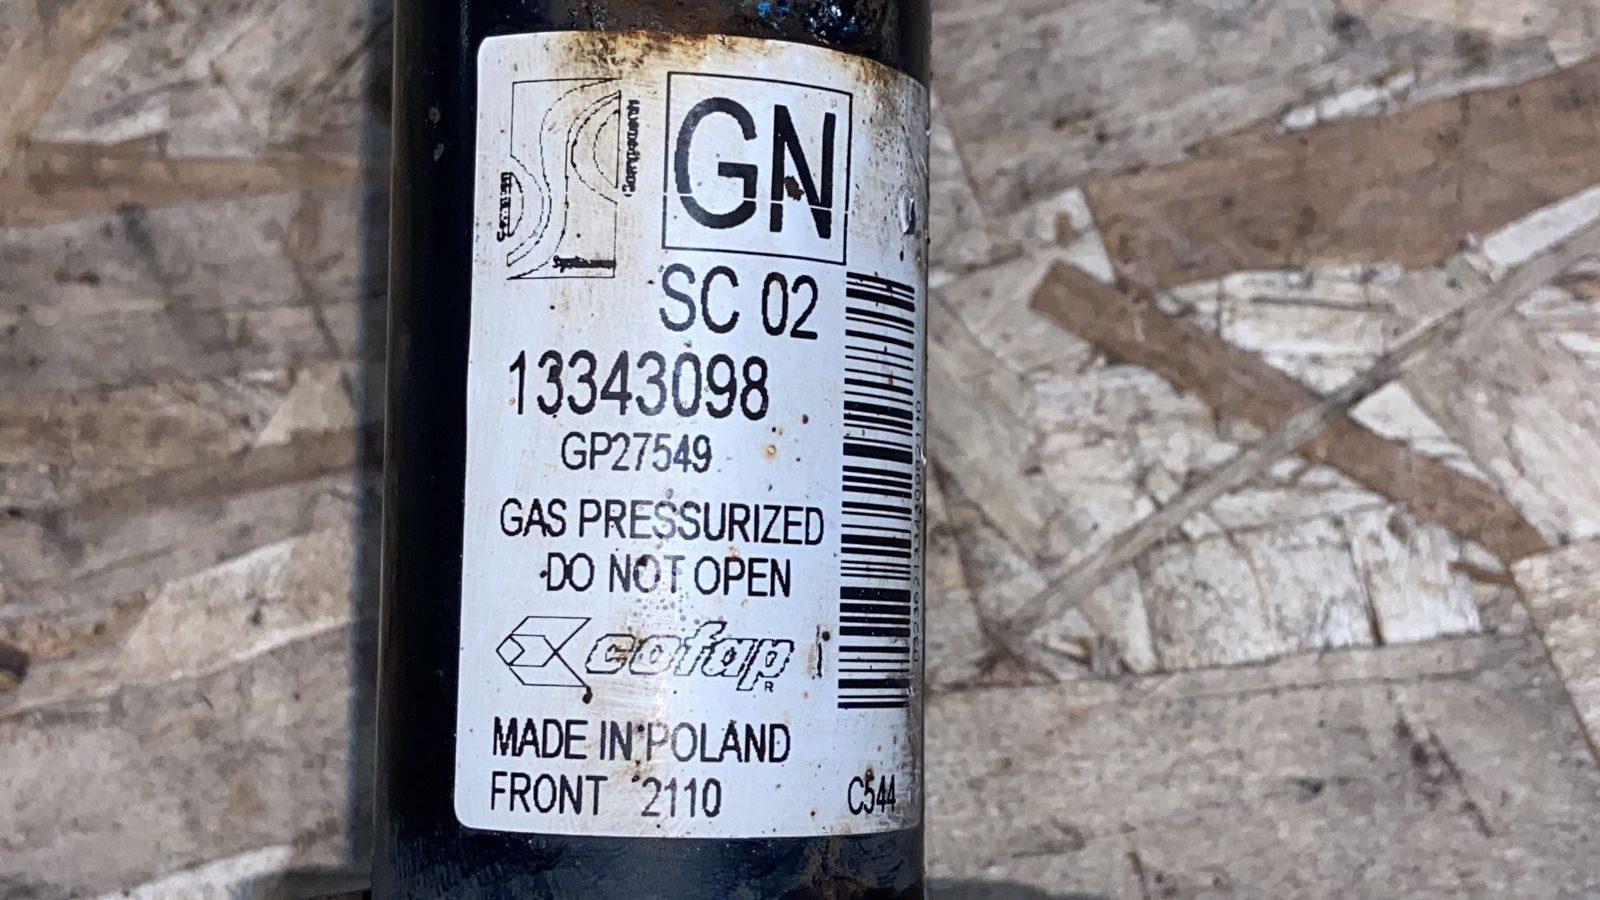 GN
SC 02
13343098
GP27549
GAS PRESSURIZED
DO NOT OPEN
cofap
R
MADE IN POLAND
FRONT 2110
C544